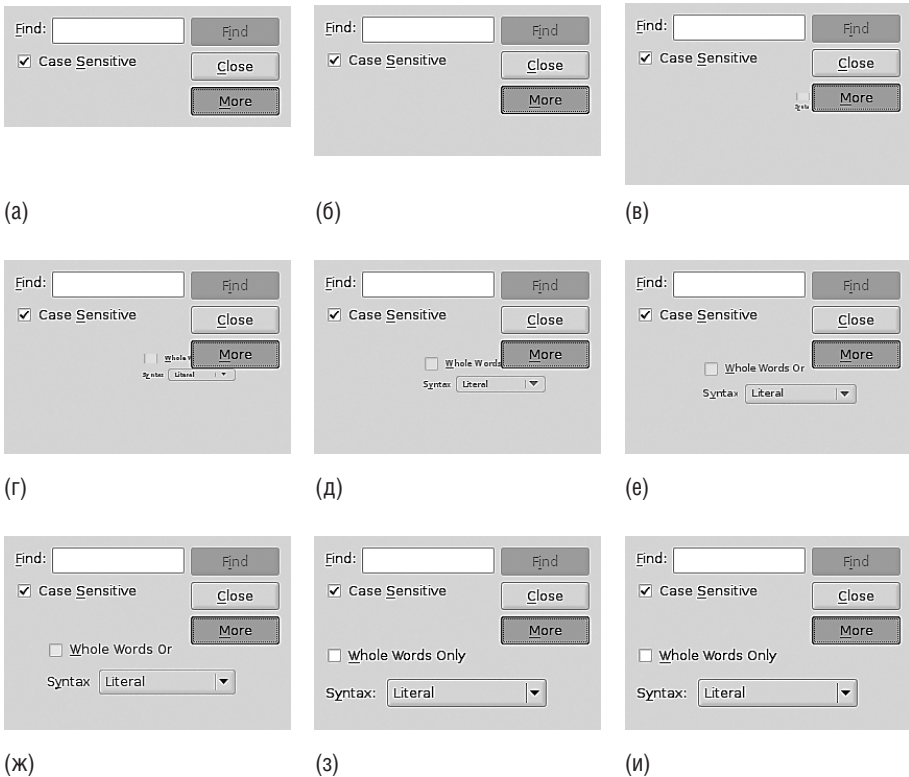 Find: Find
Case Sensitive
Close
More
(а)
Find: Find
Case Sensitive
Close
More
(б)
Find: Find
Case Sensitive
Close
More
(в)
Find: Find
Case Sensitive
Close
More
Syntax Literal
(г)
Find: Find
Case Sensitive
Close
More
Whole Words
Syntax Literal
(д)
Find: Find
Case Sensitive
Close
More
Whole Words Or
Syntax Literal
(е)
Find: Find
Case Sensitive
Close
More
Whole Words Or
Syntax Literal
(ж)
Find: Find
Case Sensitive
Close
More
Whole Words Only
Syntax: Literal
(з)
Find: Find
Case Sensitive
Close
More
Whole Words Only
Syntax: Literal
(и)